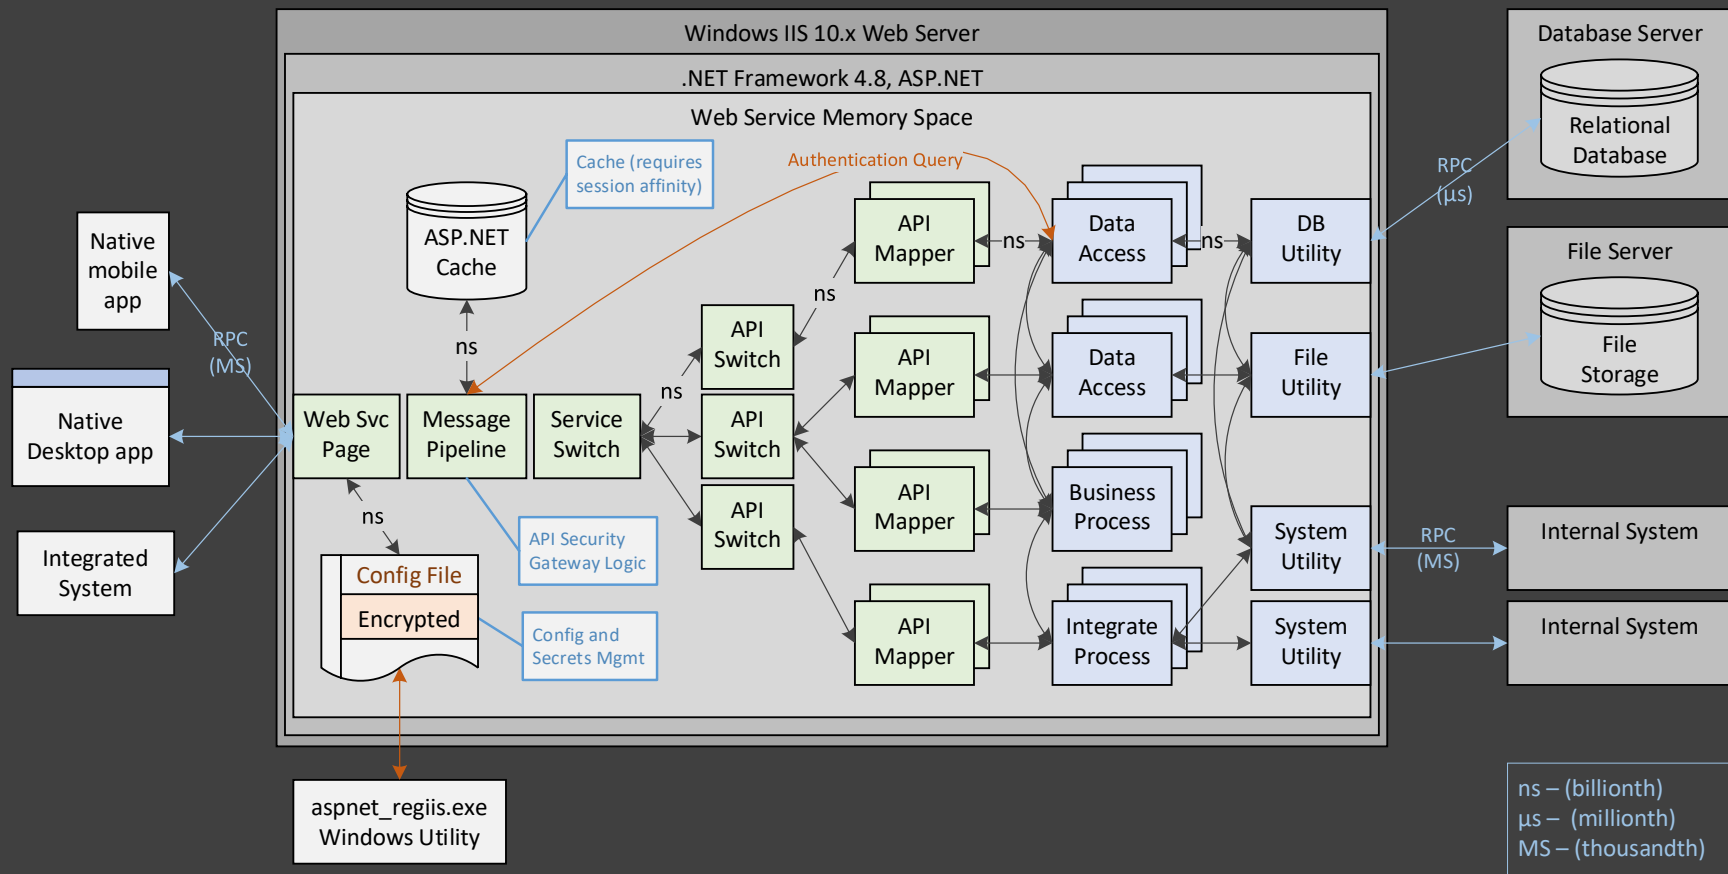 Windows IIS 10.x Web Server
.NET Framework 4.8, ASP.NET
Web Service Memory Space
Native
mobile
app
RPC
(MS)
Native
Desktop app
Integrated
System
ASP.NET
Cache
Cache (requires
session affinity)
Authentication Query
ns
Web Svc
Page
Message
Pipeline
Service
Switch
ns
Config File
Encrypted
API Security
Gateway Logic
Config and
Secrets Mgmt
aspnet_regiis.exe
Windows Utility
ns
API
Switch
API
Switch
API
Switch
ns
API
Mapper
API
Mapper
API
Mapper
API
Mapper
ns
Data
Access
Data
Access
Business
Process
Integrate
Process
ns
DB
Utility
File
Utility
System
Utility
System
Utility
RPC
(µs)
RPC
(MS)
Database Server
Relational
Database
File Server
File
Storage
Internal System
Internal System
ns – (billionth)
µs – (millionth)
MS – (thousandth)